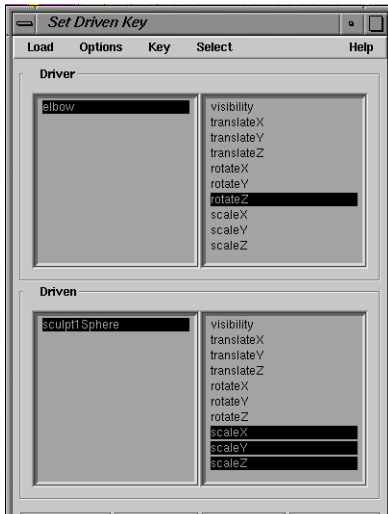 Set Driven Key
Load Options Key Select Help
Driver
elbow
visibility
translateX
translateY
translateZ
rotateX
rotateY
rotateZ
scaleX
scaleY
scaleZ
Driven
sculpt1Sphere
visibility
translateX
translateY
translateZ
rotateX
rotateY
rotateZ
scaleX
scaleY
scaleZ